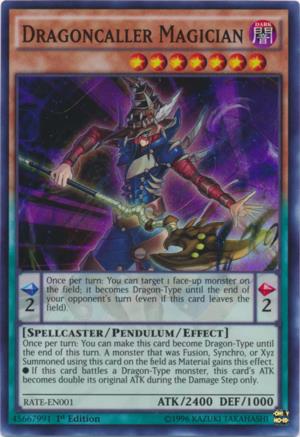 DRAGONCALLER MAGICIAN
DARK
闇
Once per turn: You can target 1 face-up monster on
the field; it becomes Dragon-Type until the end of
your opponent's turn (even if this card leaves the
field).
2
2
[SPELLCASTER/PENDULUM/EFFECT]
Once per turn: You can make this card become Dragon-Type until
the end of this turn. A monster that was Fusion, Synchro, or Xyz
Summoned using this card on the field as Material gains this effect.
● If this card battles a Dragon-Type monster, this card's ATK
becomes double its original ATK during the Damage Step only.
RATE-EN001
ATK/2400 DEF/1000
45667991
1st Edition
©1996 KAZUKI TAKAHASHI